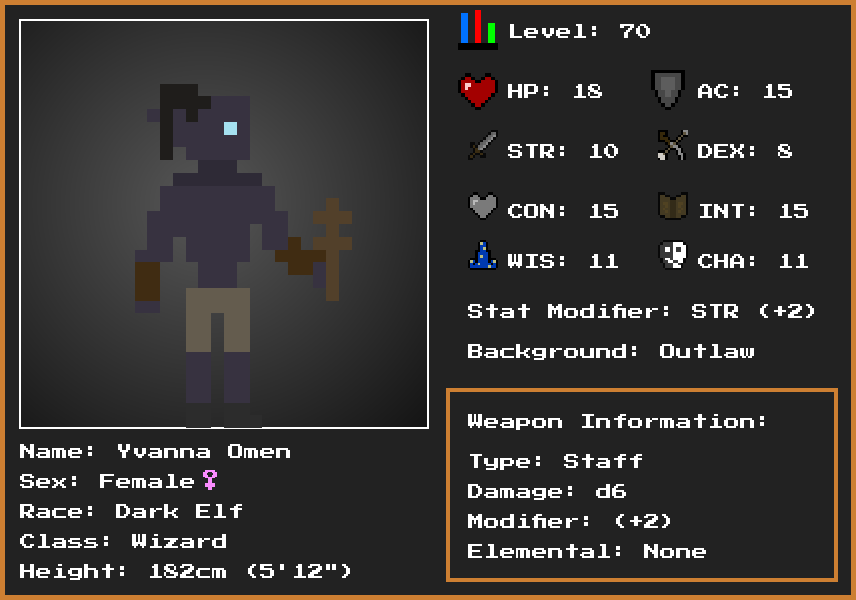 Level: 70
HP: 18
AC: 15
STR: 10
DEX: 8
CON: 15
INT: 15
WIS: 11
CHA: 11
Stat Modifier: STR (+2)
Background: Outlaw
Weapon Information:
Type: Staff
Damage: d6
Modifier: (+2)
Elemental: None
Name: Yvanna Omen
Sex: Female♀
Race: Dark Elf
Class: Wizard
Height: 182cm (5'12")